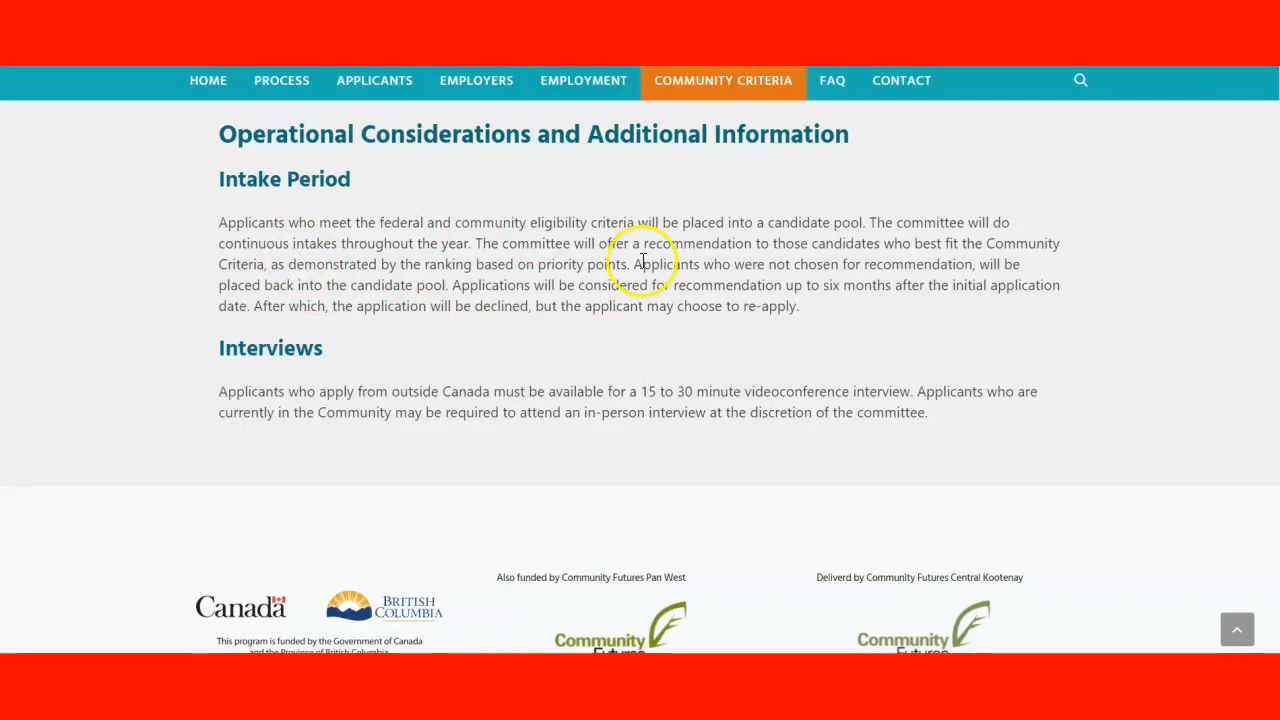 HOME PROCESS APPLICANTS EMPLOYERS EMPLOYMENT COMMUNITY CRITERIA FAQ CONTACT
Operational Considerations and Additional Information
Intake Period
Applicants who meet the federal and community eligibility criteria will be placed into a candidate pool. The committee will do
continuous intakes throughout the year. The committee will offer a recommendation to those candidates who best fit the Community
Criteria, as demonstrated by the ranking based on priority points. Applicants who were not chosen for recommendation, will be
placed back into the candidate pool. Applications will be considered for recommendation up to six months after the initial application
date. After which, the application will be declined, but the applicant may choose to re-apply.
Interviews
Applicants who apply from outside Canada must be available for a 15 to 30 minute videoconference interview. Applicants who are
currently in the Community may be required to attend an in-person interview at the discretion of the committee.
Also funded by Community Futures Pan West
Deliverd by Community Futures Central Kootenay
Canada
BRITISH
COLUMBIA
This program is funded by the Government of Canada
and the Province of British Columbia
Community
Futures
Community
Futures